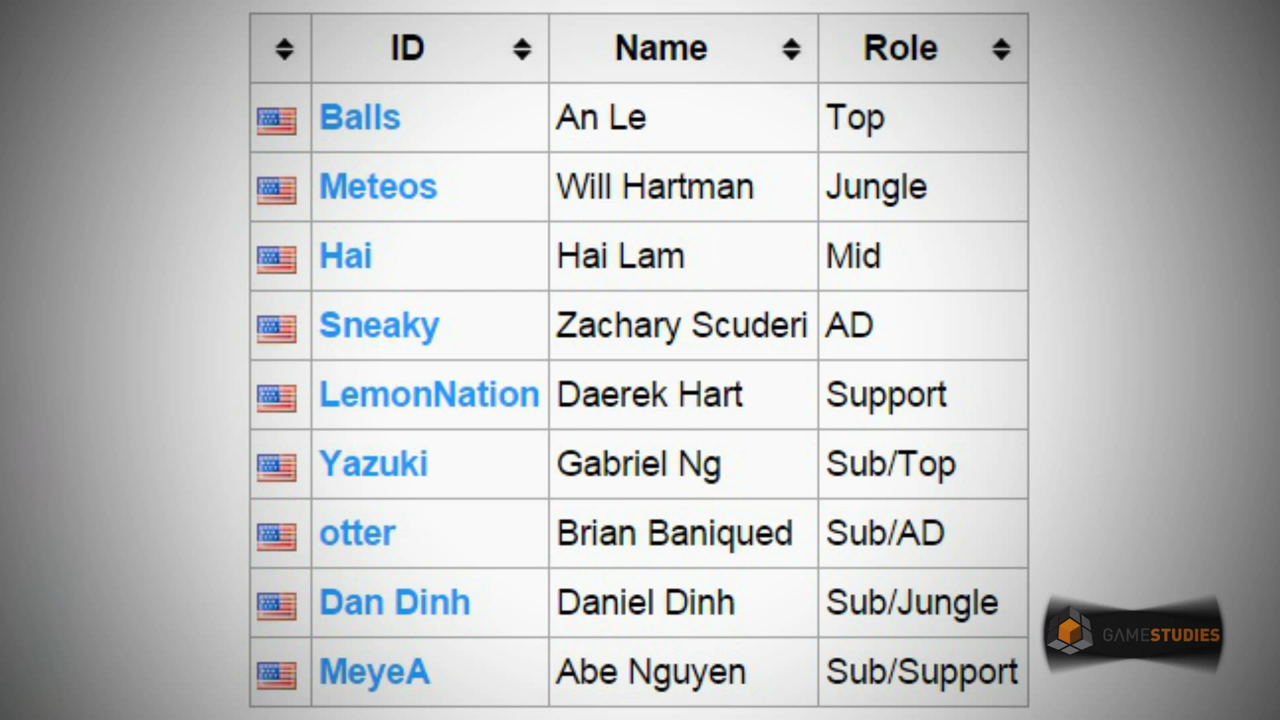 ID Name Role
Balls An Le Top
Meteos Will Hartman Jungle
Hai Hai Lam Mid
Sneaky Zachary Scuderi AD
LemonNation Daerek Hart Support
Yazuki Gabriel Ng Sub/Top
otter Brian Baniqued Sub/AD
Dan Dinh Daniel Dinh Sub/Jungle
GAMESTUDIES
MeyeA Abe Nguyen Sub/Support